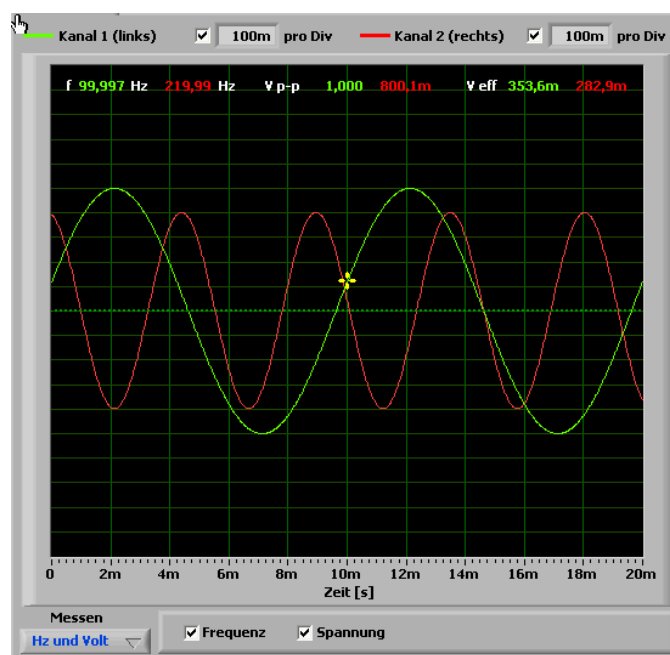 Kanal 1 (links) 100m pro Div Kanal 2 (rechts) 100m pro Div
f 99,997 Hz 219,99 Hz V p-p 1,000 800,1m V eff 353,6m 282,9m
0 2m 4m 6m 8m 10m 12m 14m 16m 18m 20m
Zeit [s]
Messen
Hz und Volt Frequenz Spannung